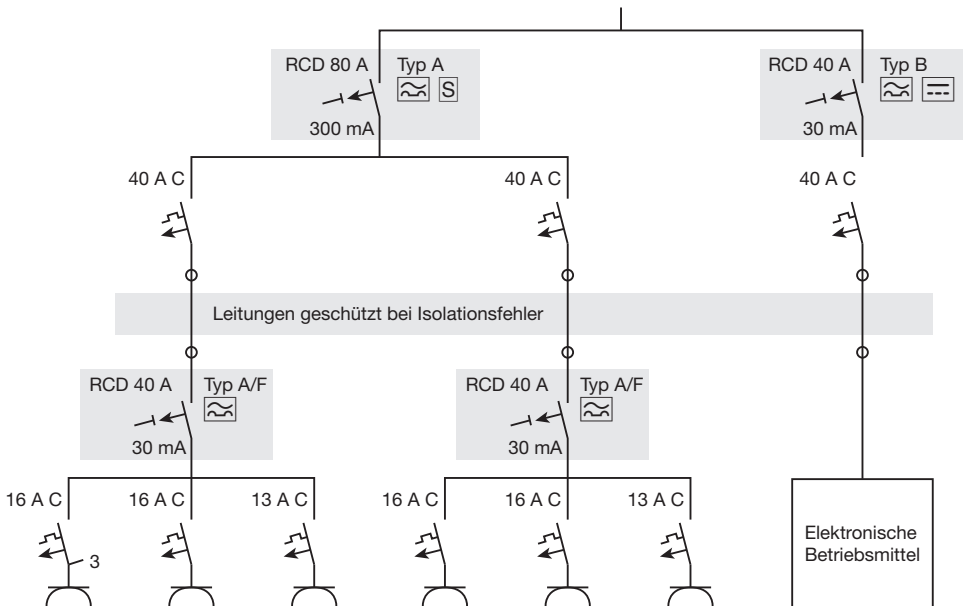 RCD 80 A Typ A
S
300 mA
RCD 40 A Typ B
30 mA
40 A C 40 A C 40 A C
Leitungen geschützt bei Isolationsfehler
RCD 40 A Typ A/F
30 mA
RCD 40 A Typ A/F
30 mA
16 A C 16 A C 13 A C 16 A C 16 A C 13 A C
3
Elektronische
Betriebsmittel